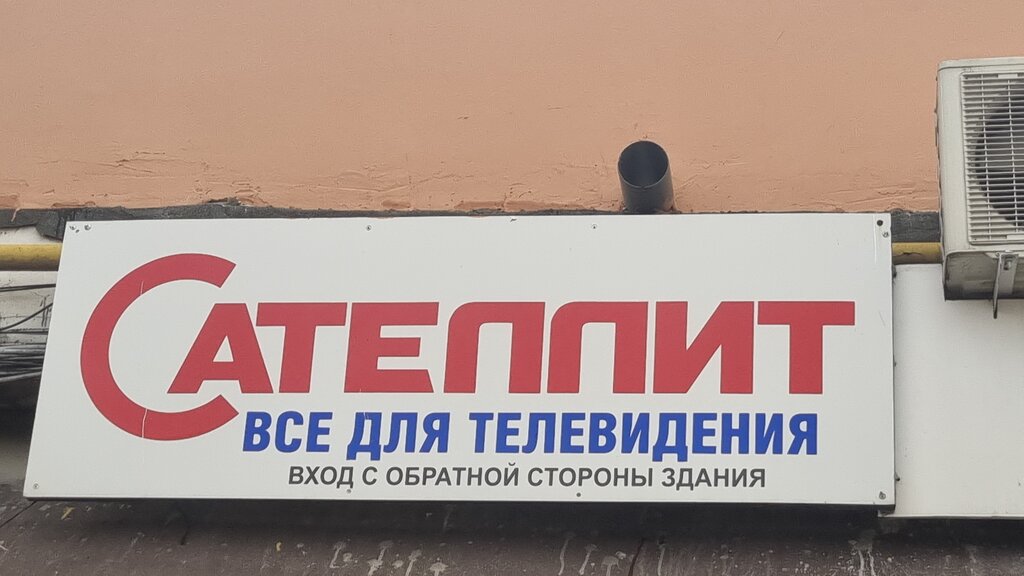 САТЕЛЛИТ
ВСЕ ДЛЯ ТЕЛЕВИДЕНИЯ
ВХОД С ОБРАТНОЙ СТОРОНЫ ЗДАНИЯ